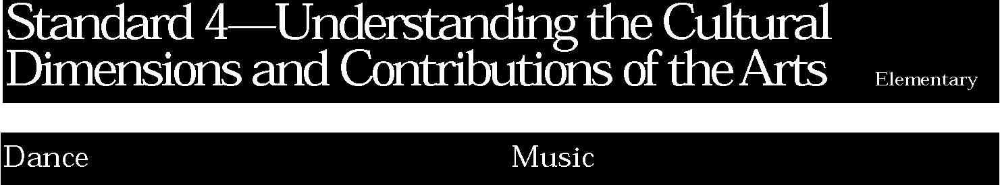 Standard 4—Understanding the Cultural
Dimensions and Contributions of the Arts
Elementary
Dance
Music